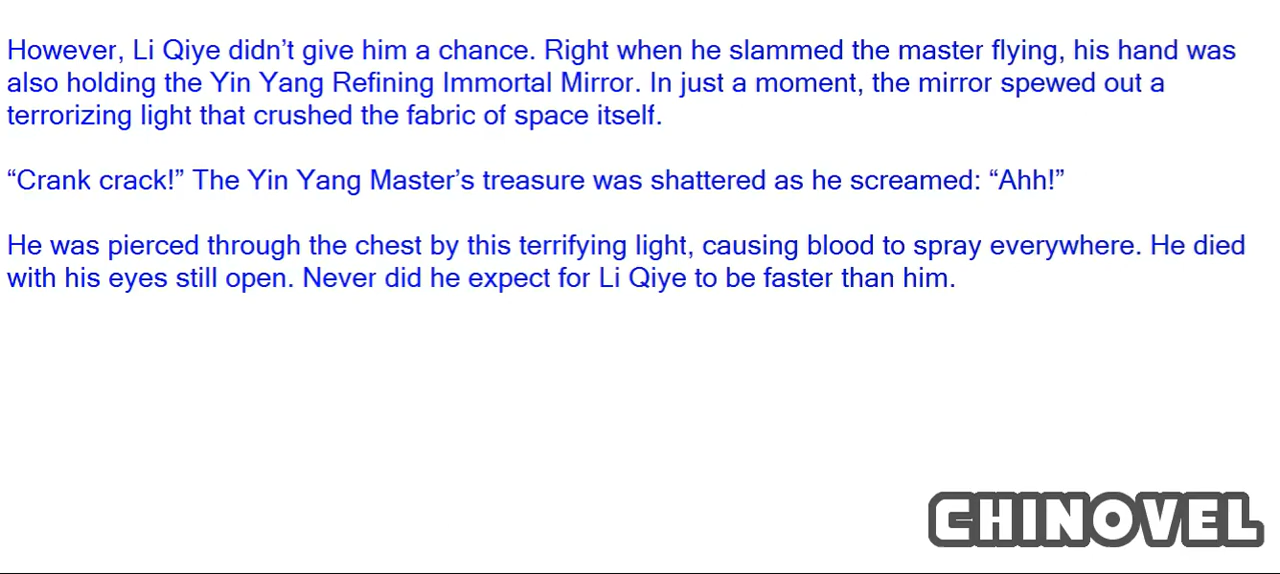 However, Li Qiye didn’t give him a chance. Right when he slammed the master flying, his hand was
also holding the Yin Yang Refining Immortal Mirror. In just a moment, the mirror spewed out a
terrorizing light that crushed the fabric of space itself.
“Crank crack!” The Yin Yang Master’s treasure was shattered as he screamed: “Ahh!”
He was pierced through the chest by this terrifying light, causing blood to spray everywhere. He died
with his eyes still open. Never did he expect for Li Qiye to be faster than him.
CHINOVEL